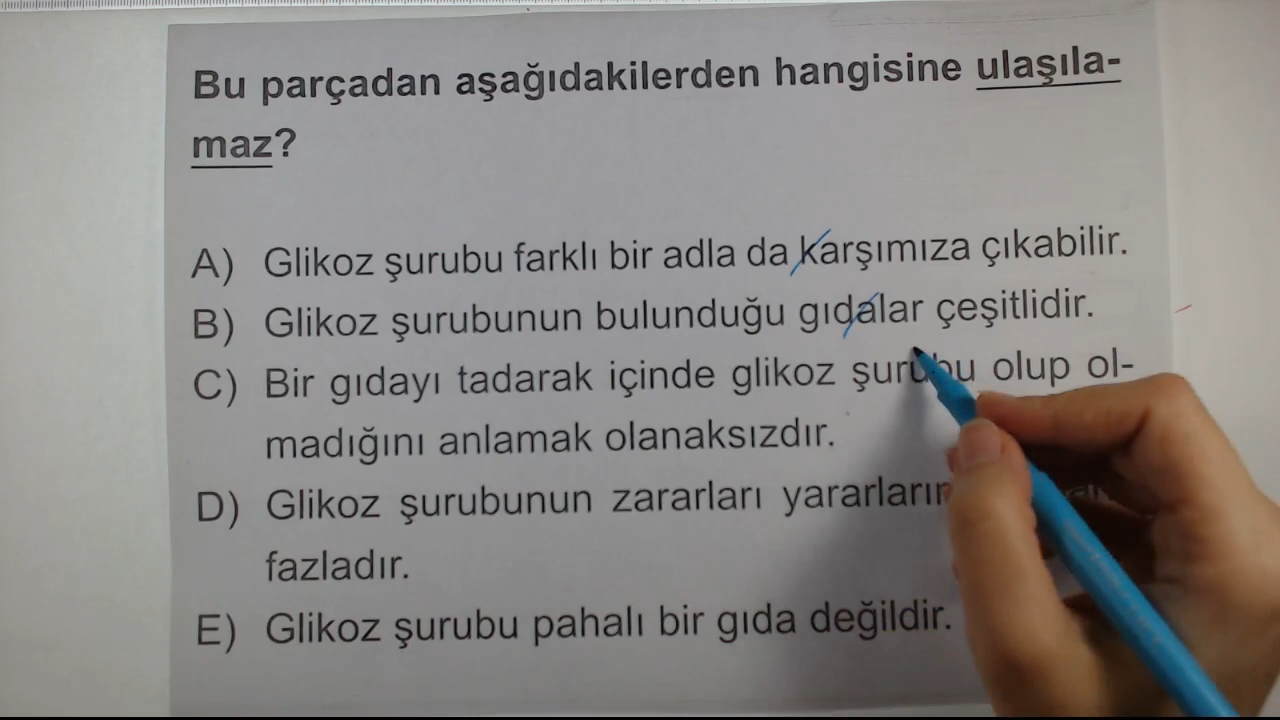 Bu parçadan aşağıdakilerden hangisine ulaşıla-
maz?
A) Glikoz şurubu farklı bir adla da karşımıza çıkabilir.
B) Glikoz şurubunun bulunduğu gıdalar çeşitlidir.
C) Bir gıdayı tadarak içinde glikoz şurubu olup ol-
madığını anlamak olanaksızdır.
D) Glikoz şurubunun zararları
fazladır.
E) Glikoz şurubu pahalı bir gıda değildir.